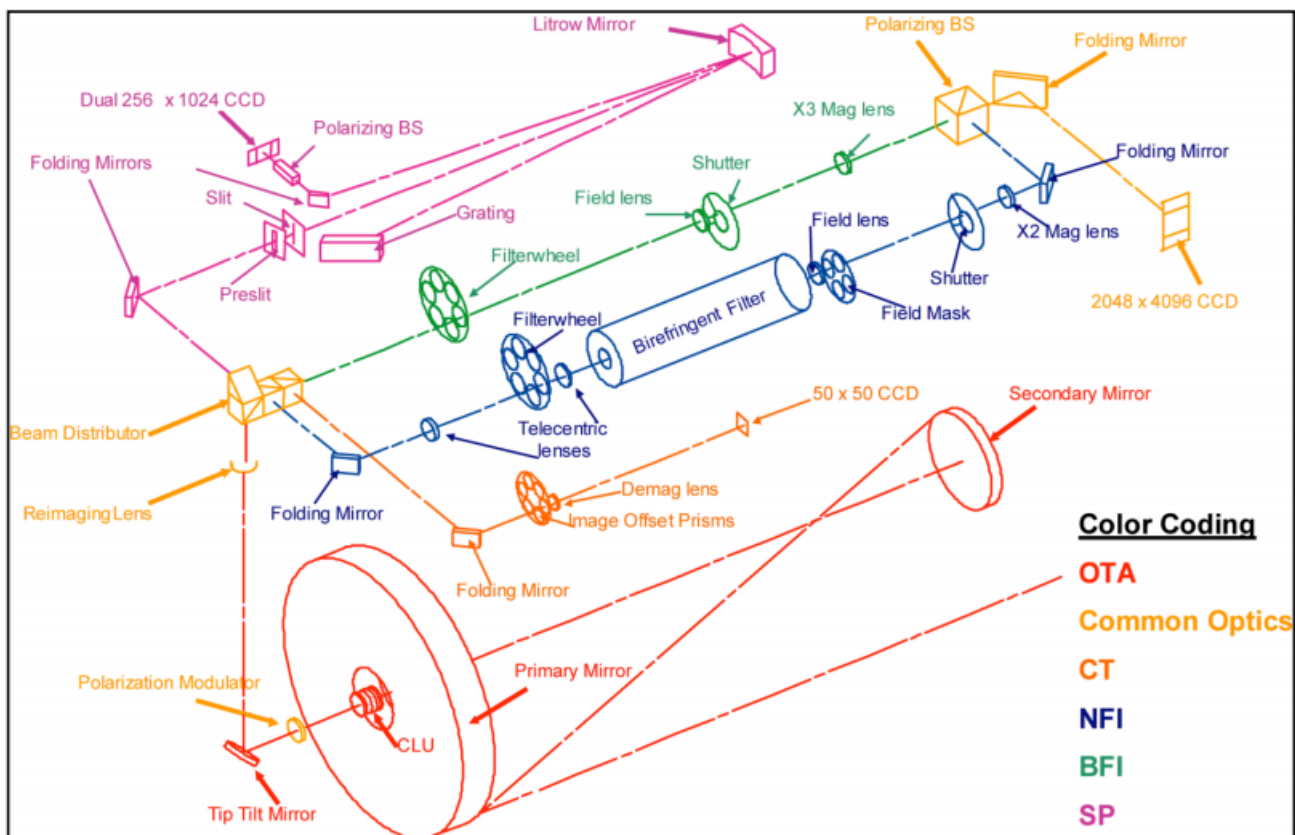 Litrow Mirror
Polarizing BS
Folding Mirror
Dual 256 x 1024 CCD
Polarizing BS
X3 Mag lens
Folding Mirrors
Shutter
Folding Mirror
Slit
Field lens
Grating
Field lens
X2 Mag lens
Filterwheel
Shutter
Preslit
2048 x 4096 CCD
Filterwheel
Birefringent Filter
Field Mask
50 x 50 CCD
Secondary Mirror
Beam Distributor
Telecentric
lenses
Demag lens
Reimaging Lens
Folding Mirror
Image Offset Prisms
Folding Mirror
Color Coding
OTA
Common Optics
CT
NFI
BFI
SP
Primary Mirror
Polarization Modulator
CLU
Tip Tilt Mirror